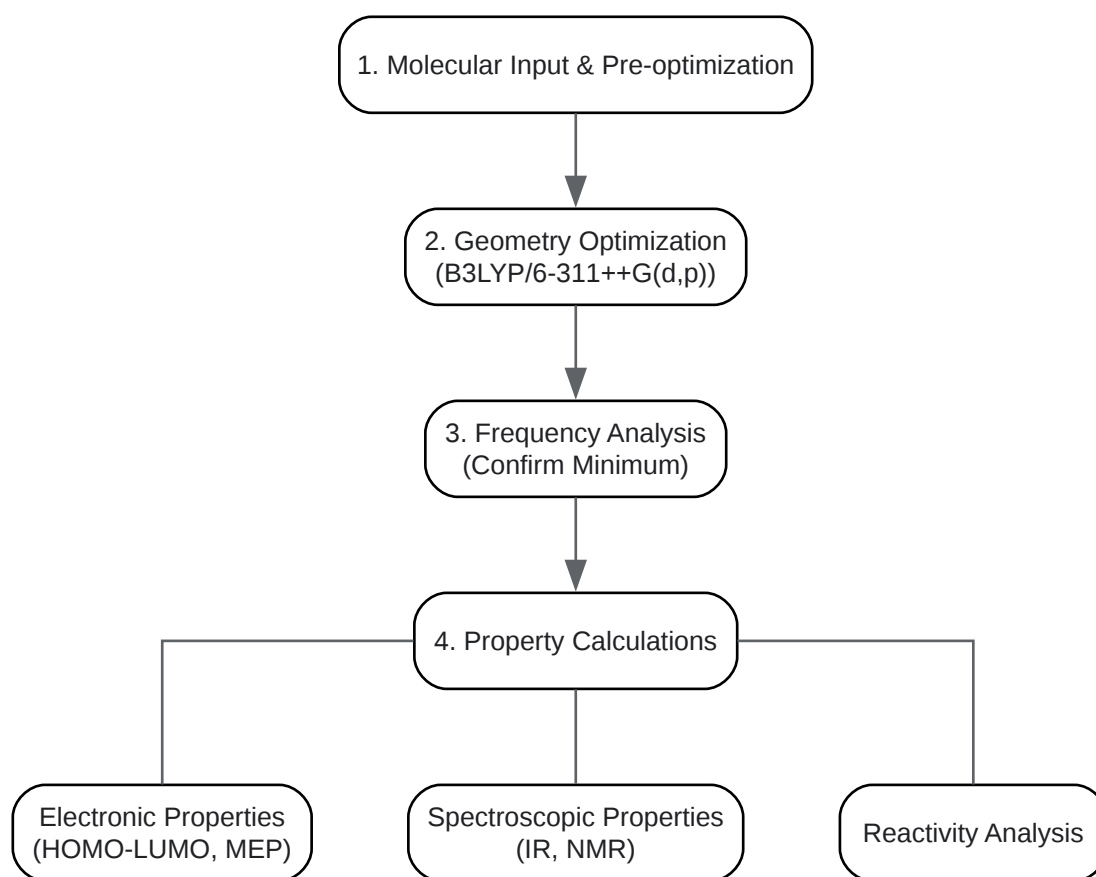 1. Molecular Input & Pre-optimization
2. Geometry Optimization
(B3LYP/6-311++G(d,p))
3. Frequency Analysis
(Confirm Minimum)
4. Property Calculations
Electronic Properties
(HOMO-LUMO, MEP)
Spectroscopic Properties
(IR, NMR)
Reactivity Analysis